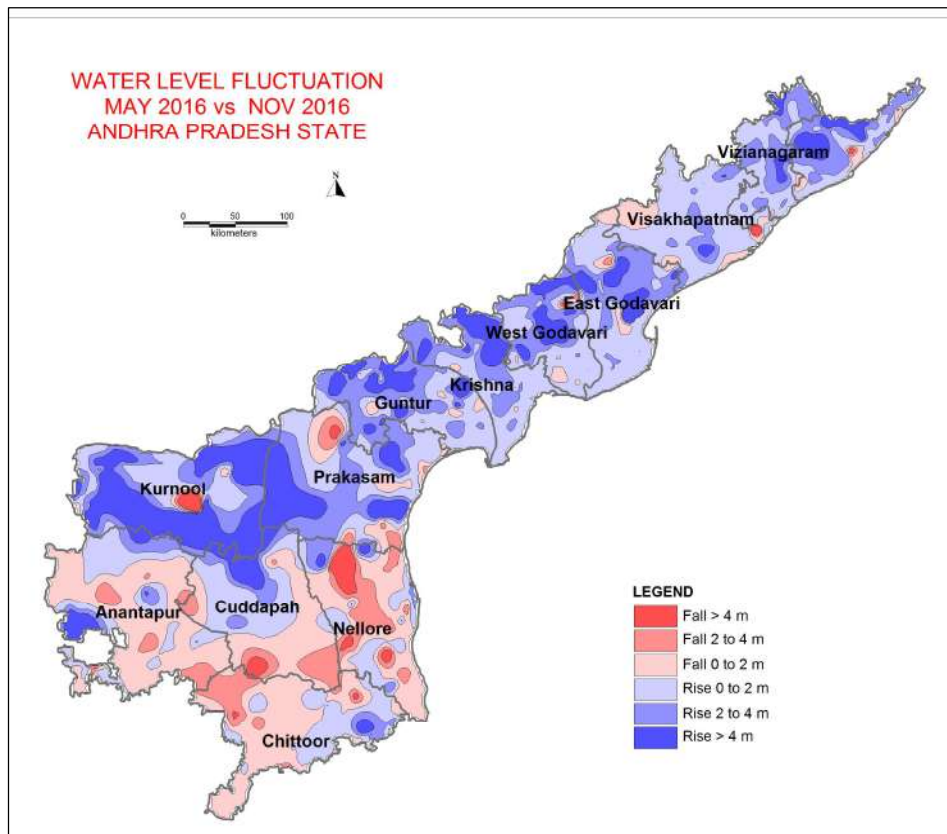 WATER LEVEL FLUCTUATION
MAY 2016 vs NOV 2016
ANDHRA PRADESH STATE
N
0 50 100
kilometers
Vizianagaram
Visakhapatnam
East Godavari
West Godavari
Krishna
Guntur
Prakasam
Kurnool
Anantapur
Cuddapah
Nellore
Chittoor
LEGEND
Fall > 4 m
Fall 2 to 4 m
Fall 0 to 2 m
Rise 0 to 2 m
Rise 2 to 4 m
Rise > 4 m